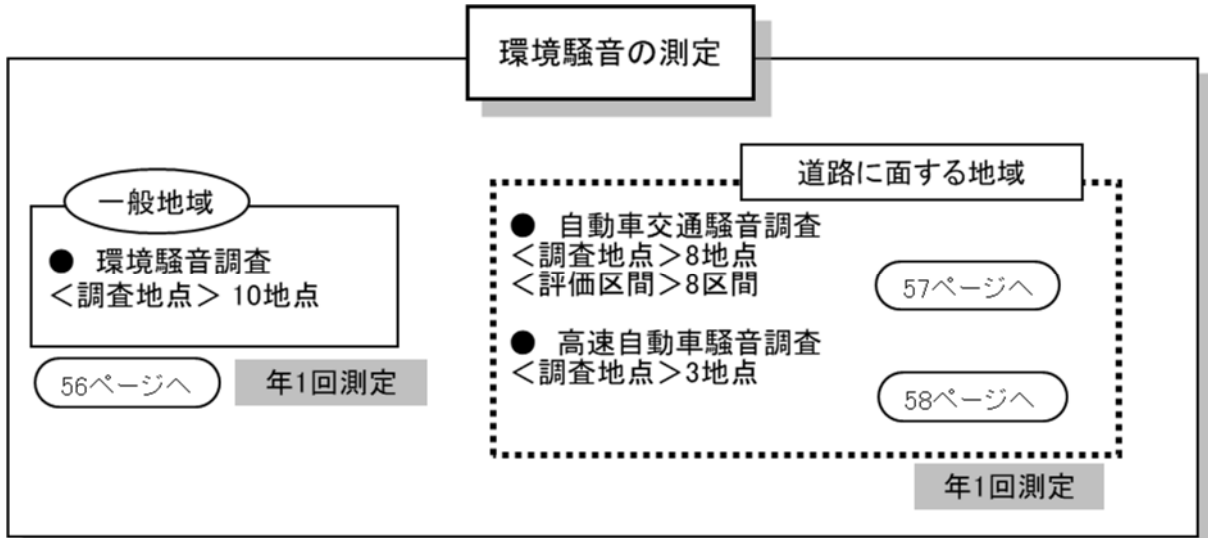 環境騒音の測定
一般地域
● 環境騒音調査
＜調査地点＞ 10地点
56ページへ
年1回測定
道路に面する地域
● 自動車交通騒音調査
＜調査地点＞8地点
＜評価区間＞8区間
57ページへ
● 高速自動車騒音調査
＜調査地点＞3地点
58ページへ
年1回測定